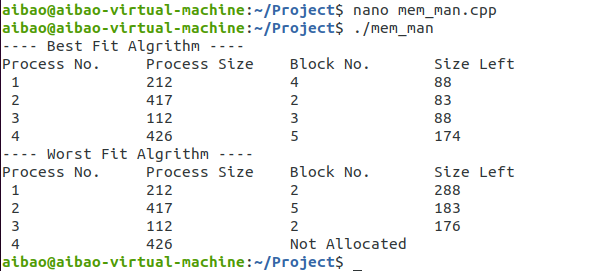 aibao@aibao-virtual-machine:~/Project$ nano mem_man.cpp
aibao@aibao-virtual-machine:~/Project$ ./mem_man
---- Best Fit Algrithm ----
Process No. Process Size Block No. Size Left
1 212 4 88
2 417 2 83
3 112 3 88
4 426 5 174
---- Worst Fit Algrithm ----
Process No. Process Size Block No. Size Left
1 212 2 288
2 417 5 183
3 112 2 176
4 426 Not Allocated
aibao@aibao-virtual-machine:~/Project$ _